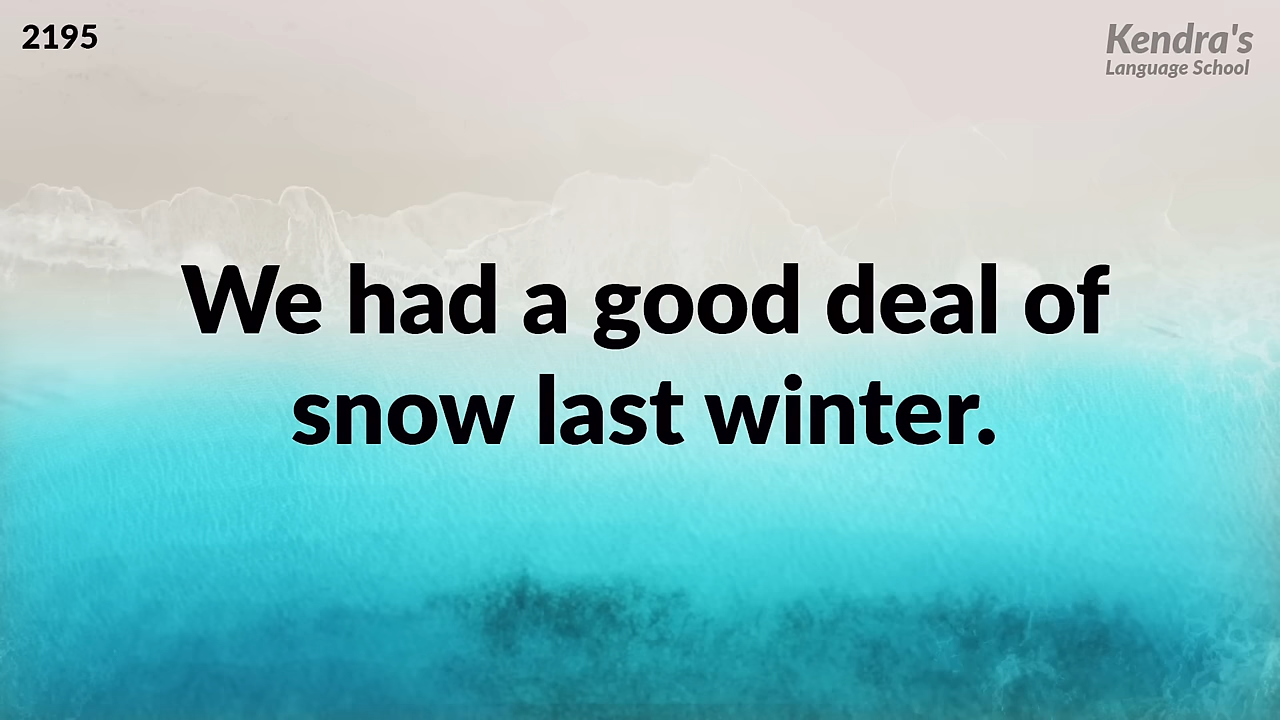 2195
Kendra's
Language School
We had a good deal of
snow last winter.